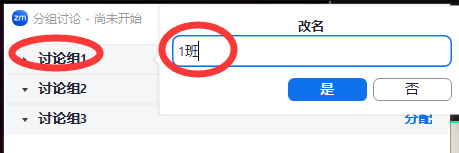 zm 分组讨论 - 尚未开始
改名
讨论组1
1班
讨论组2
是 否
讨论组3 分配